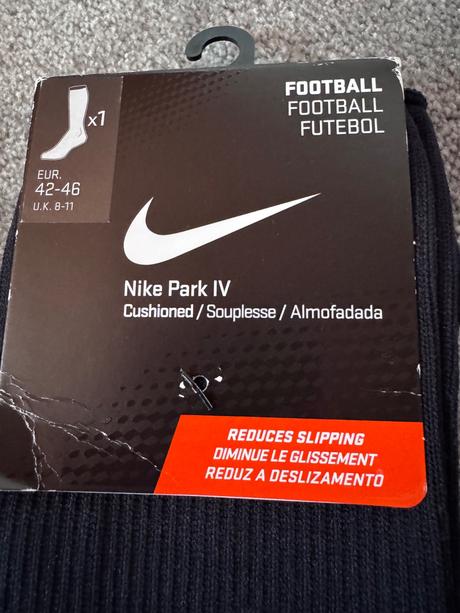 x1
EUR.
42-46
U.K. 8-11
FOOTBALL
FOOTBALL
FUTEBOL
Nike Park IV
Cushioned / Souplesse / Almofadada
REDUCES SLIPPING
DIMINUE LE GLISSEMENT
REDUZ A DESLIZAMENTO